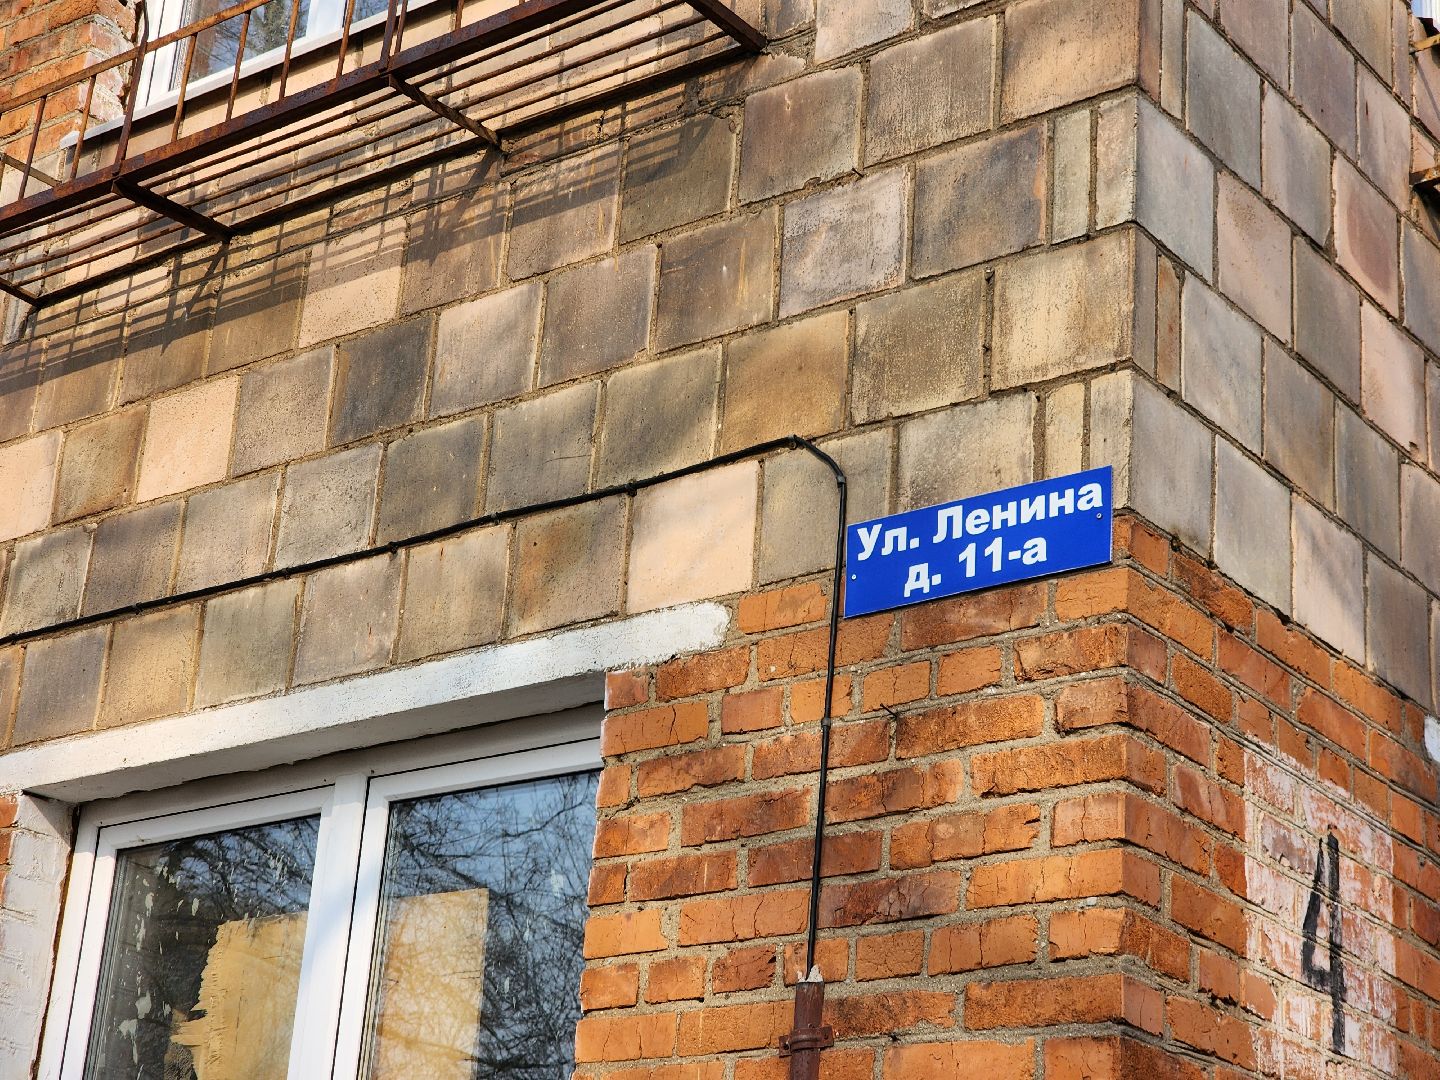 Ул. Ленина
д. 11-а
4